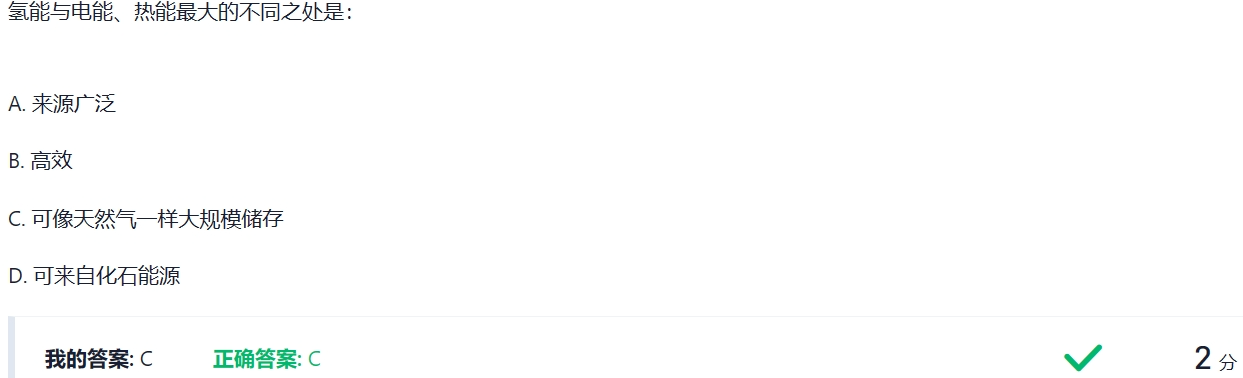 氢能与电能、热能最大的不同之处是：
A. 来源广泛
B. 高效
C. 可像天然气一样大规模储存
D. 可来自化石能源
我的答案: C 正确答案: C 2 分